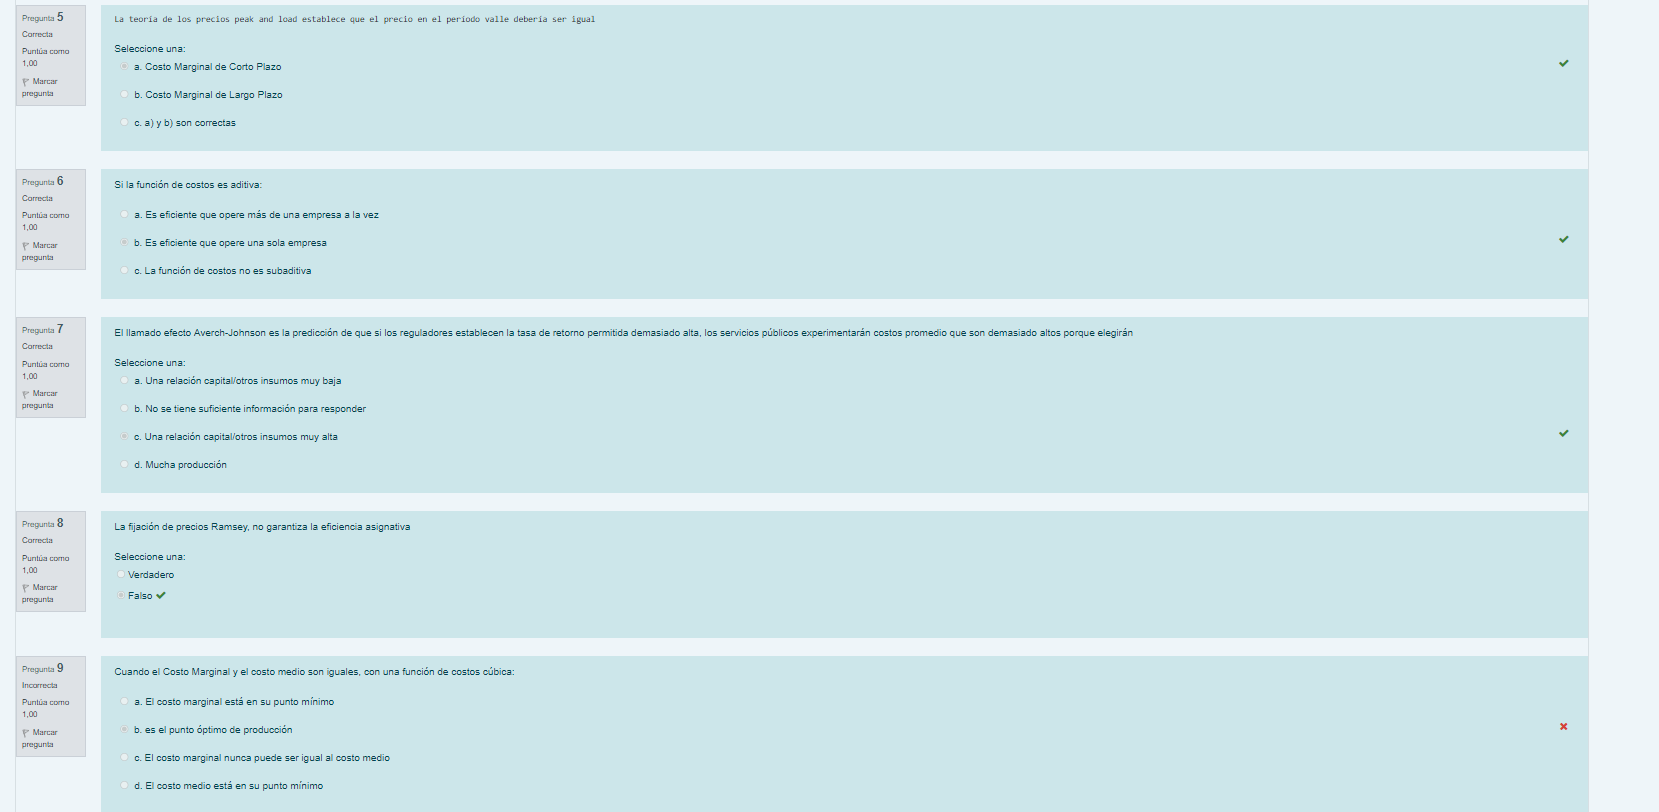 Pregunta 5
Correcta
Puntúa como
1,00
Marcar
pregunta
La teoría de los precios peak and load establece que el precio en el período valle debería ser igual
Seleccione una:
a. Costo Marginal de Corto Plazo
b. Costo Marginal de Largo Plazo
c. a) y b) son correctas
Pregunta 6
Correcta
Puntúa como
1,00
Marcar
pregunta
Si la función de costos es aditiva:
a. Es eficiente que opere más de una empresa a la vez
b. Es eficiente que opere una sola empresa
c. La función de costos no es subaditiva
Pregunta 7
Correcta
Puntúa como
1,00
Marcar
pregunta
El llamado efecto Averch-Johnson es la predicción de que si los reguladores establecen la tasa de retorno permitida demasiado alta, los servicios públicos experimentarán costos promedio que son demasiado altos porque elegirán
Seleccione una:
a. Una relación capital/otros insumos muy baja
b. No se tiene suficiente información para responder
c. Una relación capital/otros insumos muy alta
d. Mucha producción
Pregunta 8
Correcta
Puntúa como
1,00
Marcar
pregunta
La fijación de precios Ramsey, no garantiza la eficiencia asignativa
Seleccione una:
Verdadero
Falso
Pregunta 9
Incorrecta
Puntúa como
1,00
Marcar
pregunta
Cuando el Costo Marginal y el costo medio son iguales, con una función de costos cúbica:
a. El costo marginal está en su punto mínimo
b. es el punto óptimo de producción
c. El costo marginal nunca puede ser igual al costo medio
d. El costo medio está en su punto mínimo